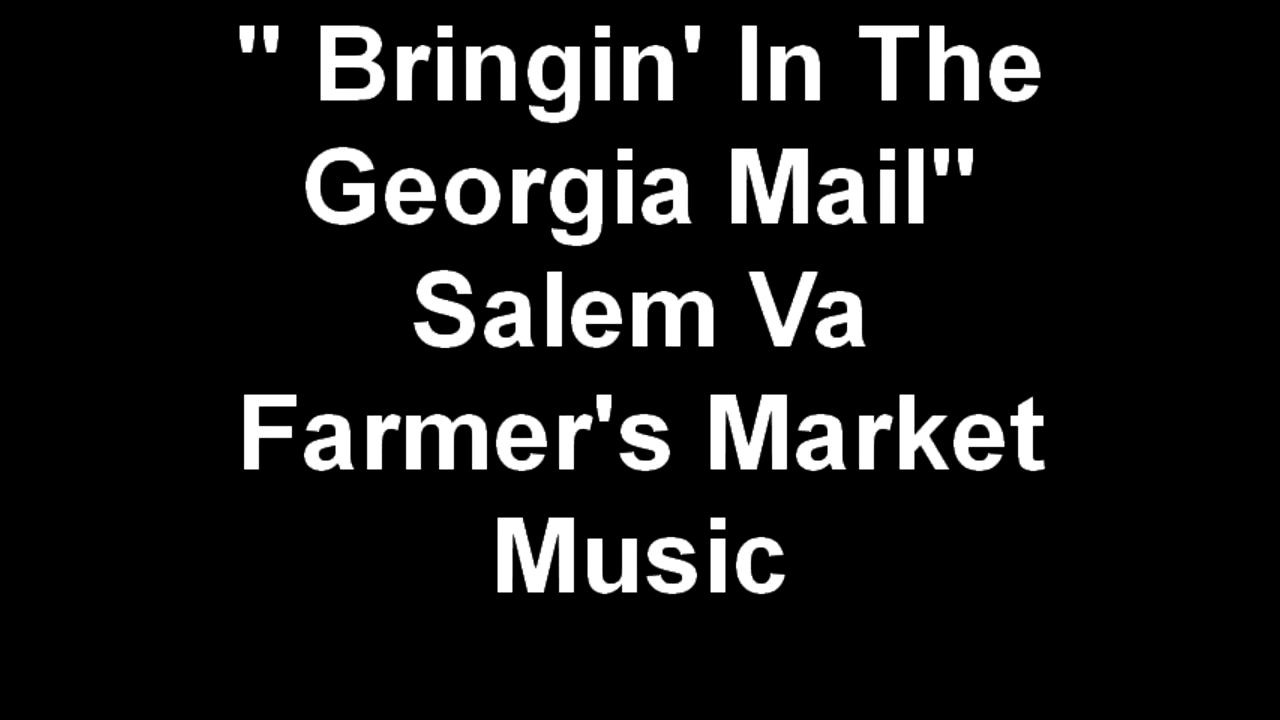 " Bringin' In The
Georgia Mail"
Salem Va
Farmer's Market
Music